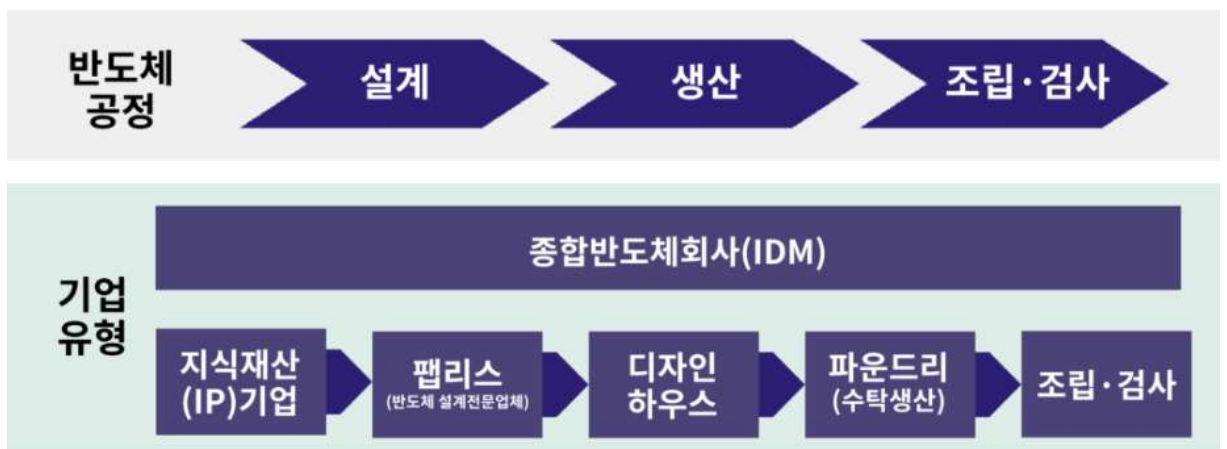 반도체
공정
설계
생산
조립·검사
기업
유형
종합반도체회사(IDM)
지식재산
(IP)기업
팹리스
(반도체 설계전문업체)
디자인
하우스
파운드리
(수탁생산)
조립·검사